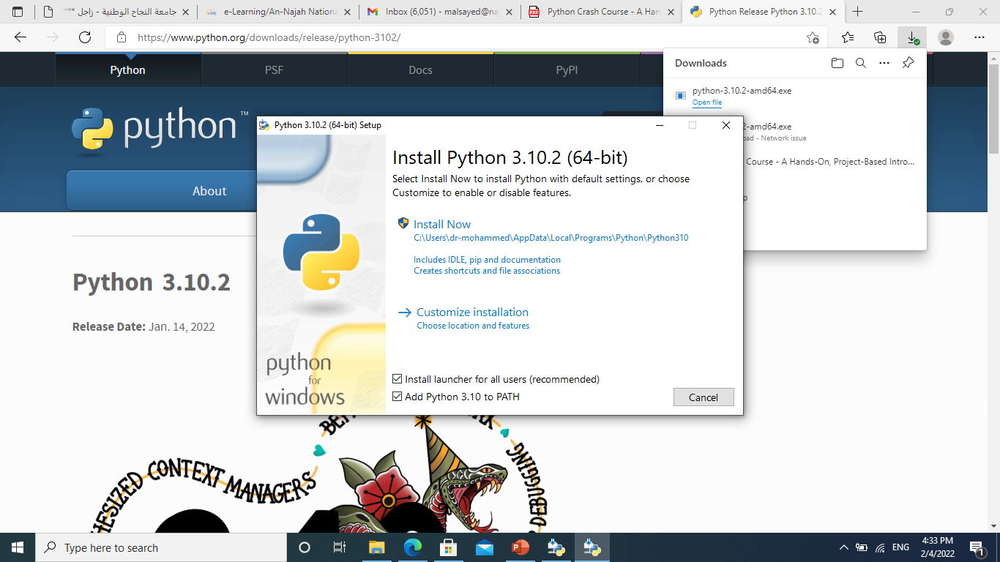 جامعة النجاح الوطنية - زاجل ***
e-Learning/An-Najah Nationa
Inbox (6,051) - malsayed@na
PDF
Python Crash Course - A Han
Python Release Python 3.10.2
https://www.python.org/downloads/release/python-3102/
Python
PSF
Docs
PyPI
python™
About
Downloads
python-3.10.2-amd64.exe
Open file
2-amd64.exe
oad - Network issue
Course - A Hands-On, Project-Based Intro...
Python 3.10.2 (64-bit) Setup
Install Python 3.10.2 (64-bit)
Select Install Now to install Python with default settings, or choose
Customize to enable or disable features.
Install Now
C:\Users\dr-mohammed\AppData\Local\Programs\Python\Python310
Includes IDLE, pip and documentation
Creates shortcuts and file associations
Customize installation
Choose location and features
Install launcher for all users (recommended)
Add Python 3.10 to PATH
Cancel
python
for
windows
Python 3.10.2
Release Date: Jan. 14, 2022
HESIZED CONTEXT MANAGERS
DEBUGGING
Type here to search
ENG
4:33 PM
2/4/2022
1